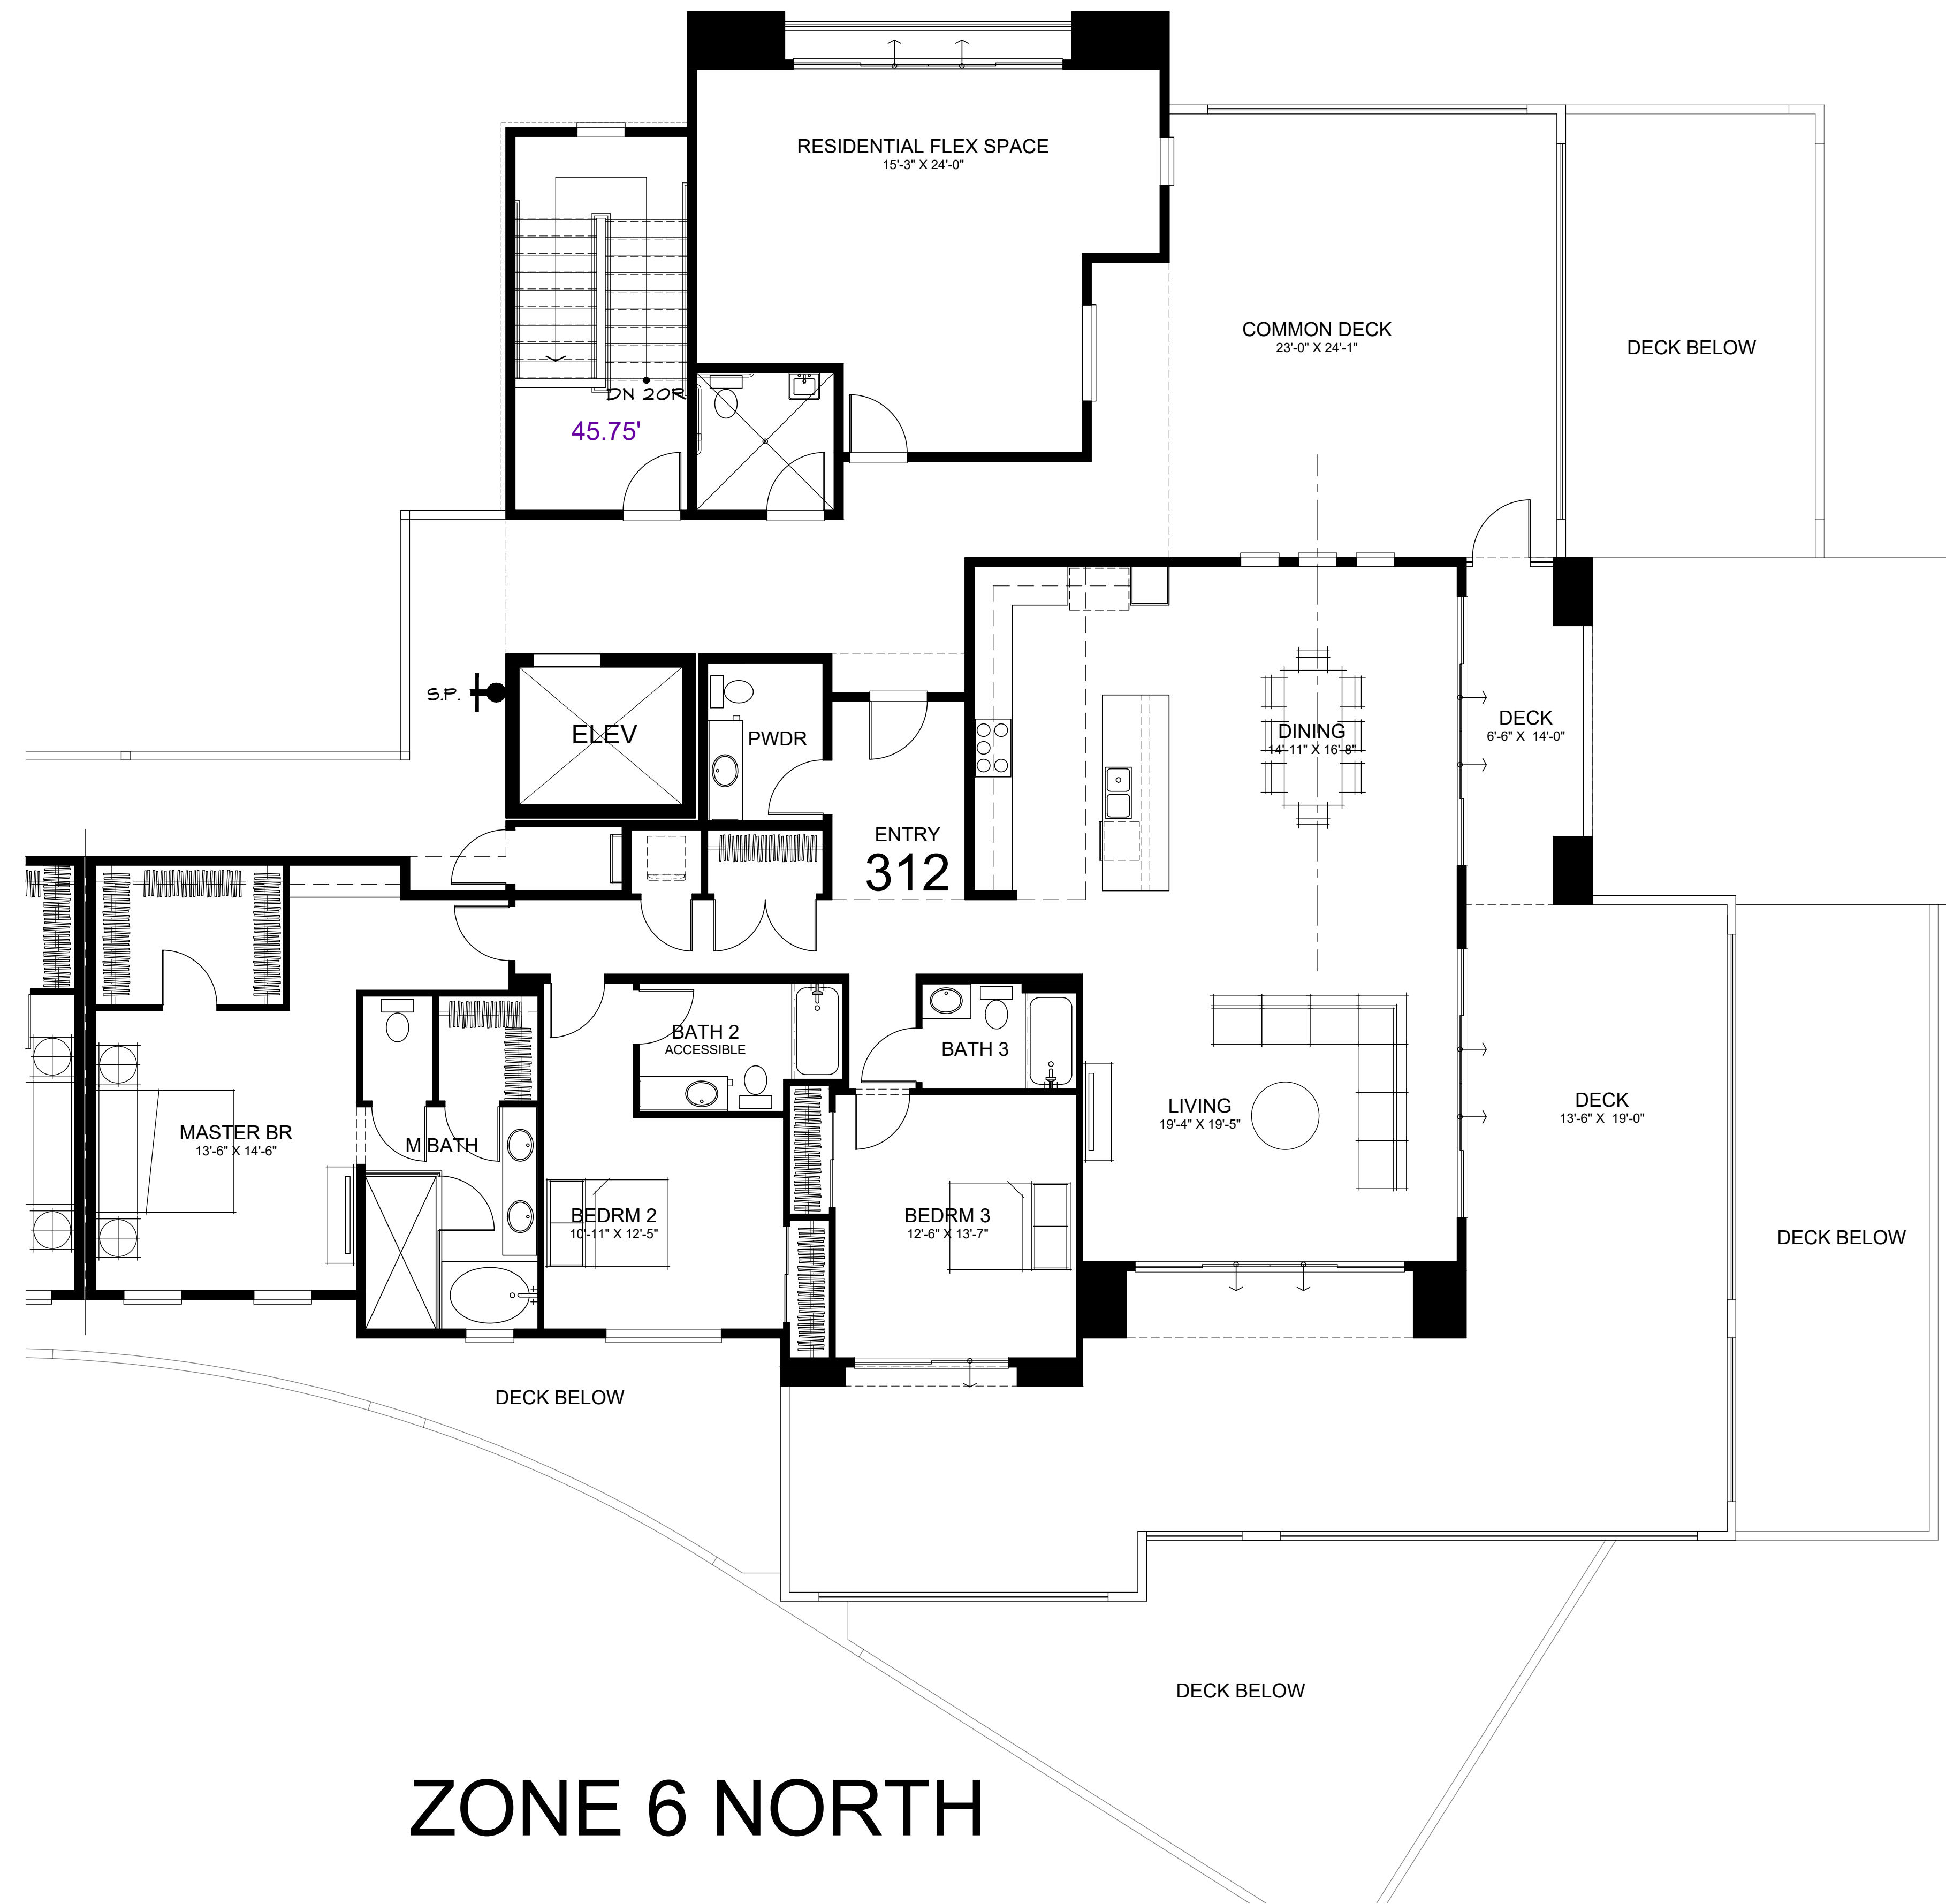 RESIDENTIAL FLEX SPACE
15'-3" X 24'-0"
COMMON DECK
23'-0" X 24'-1"
DECK BELOW
DN 20R
45.75'
S.P.
ELEV
PWDR
DINING
14'-11" X 16'-8"
DECK
6'-6" X 14'-0"
ENTRY
312
BATH 2
ACCESSIBLE
BATH 3
MASTER BR
13'-6" X 14'-6"
M BATH
LIVING
19'-4" X 19'-5"
DECK
13'-6" X 19'-0"
BEDRM 2
10'-11" X 12'-5"
BEDRM 3
12'-6" X 13'-7"
DECK BELOW
DECK BELOW
DECK BELOW
ZONE 6 NORTH